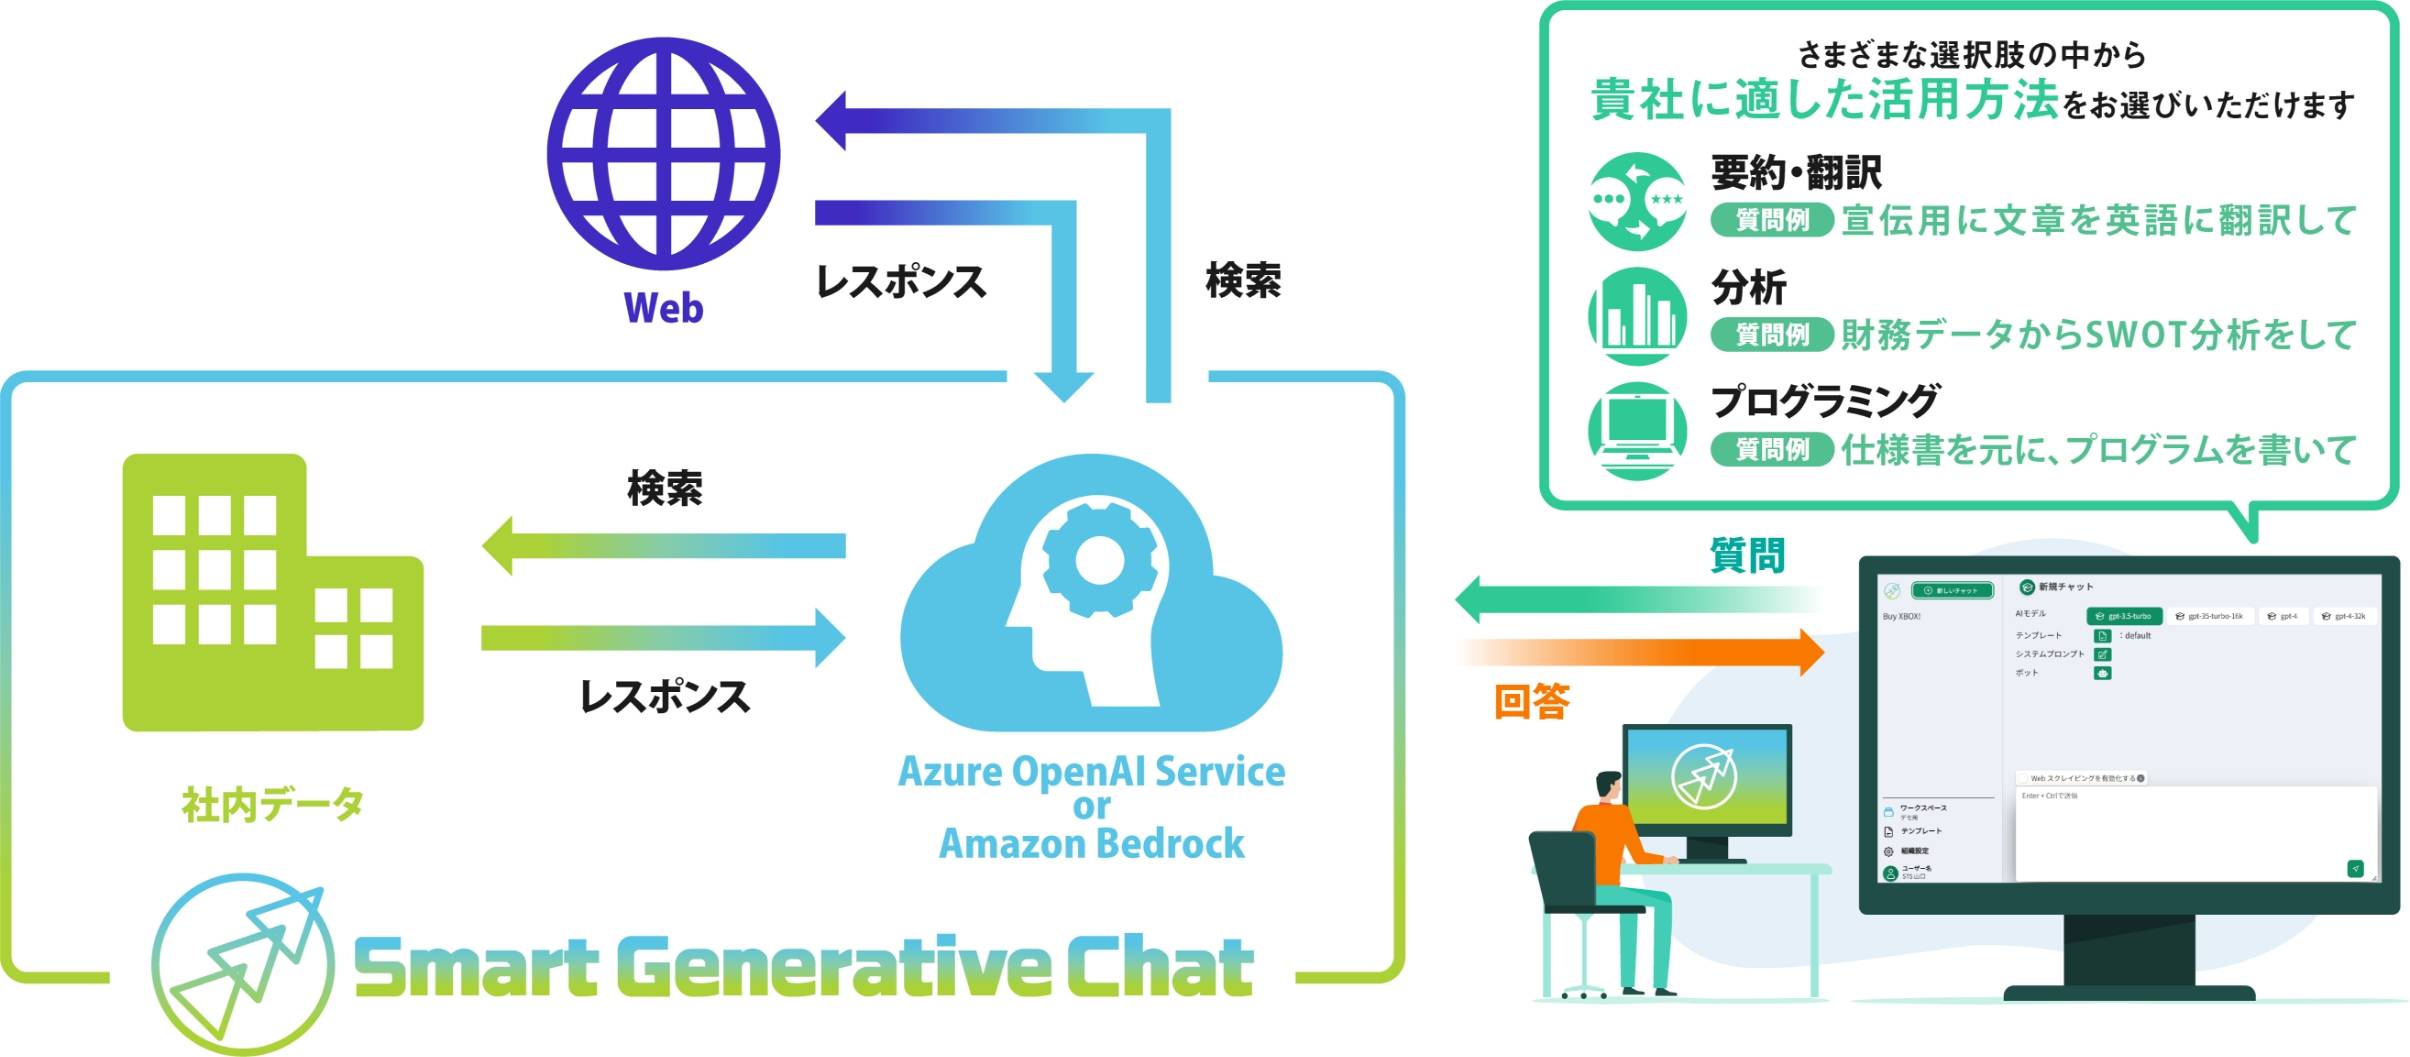 さまざまな選択肢の中から
貴社に適した活用方法をお選びいただけます
要約・翻訳
質問例 宣伝用に文章を英語に翻訳して
分析
質問例 財務データからSWOT分析をして
プログラミング
質問例 仕様書を元に、プログラムを書いて
Web
レスポンス
検索
検索
レスポンス
社内データ
Azure OpenAI Service
or
Amazon Bedrock
Smart Generative Chat
質問
回答
新しいチャット
Buy XBOX!
新規チャット
AIモデル
gpt-3.5-turbo
gpt-35-turbo-16k
gpt-4
gpt-4-32k
テンプレート
：default
システムプロンプト
ボット
Web スクレイピングを有効化する
Enter + Ctrlで送信
ワークスペース
デモ用
テンプレート
組織設定
ユーザー名
STS 山口